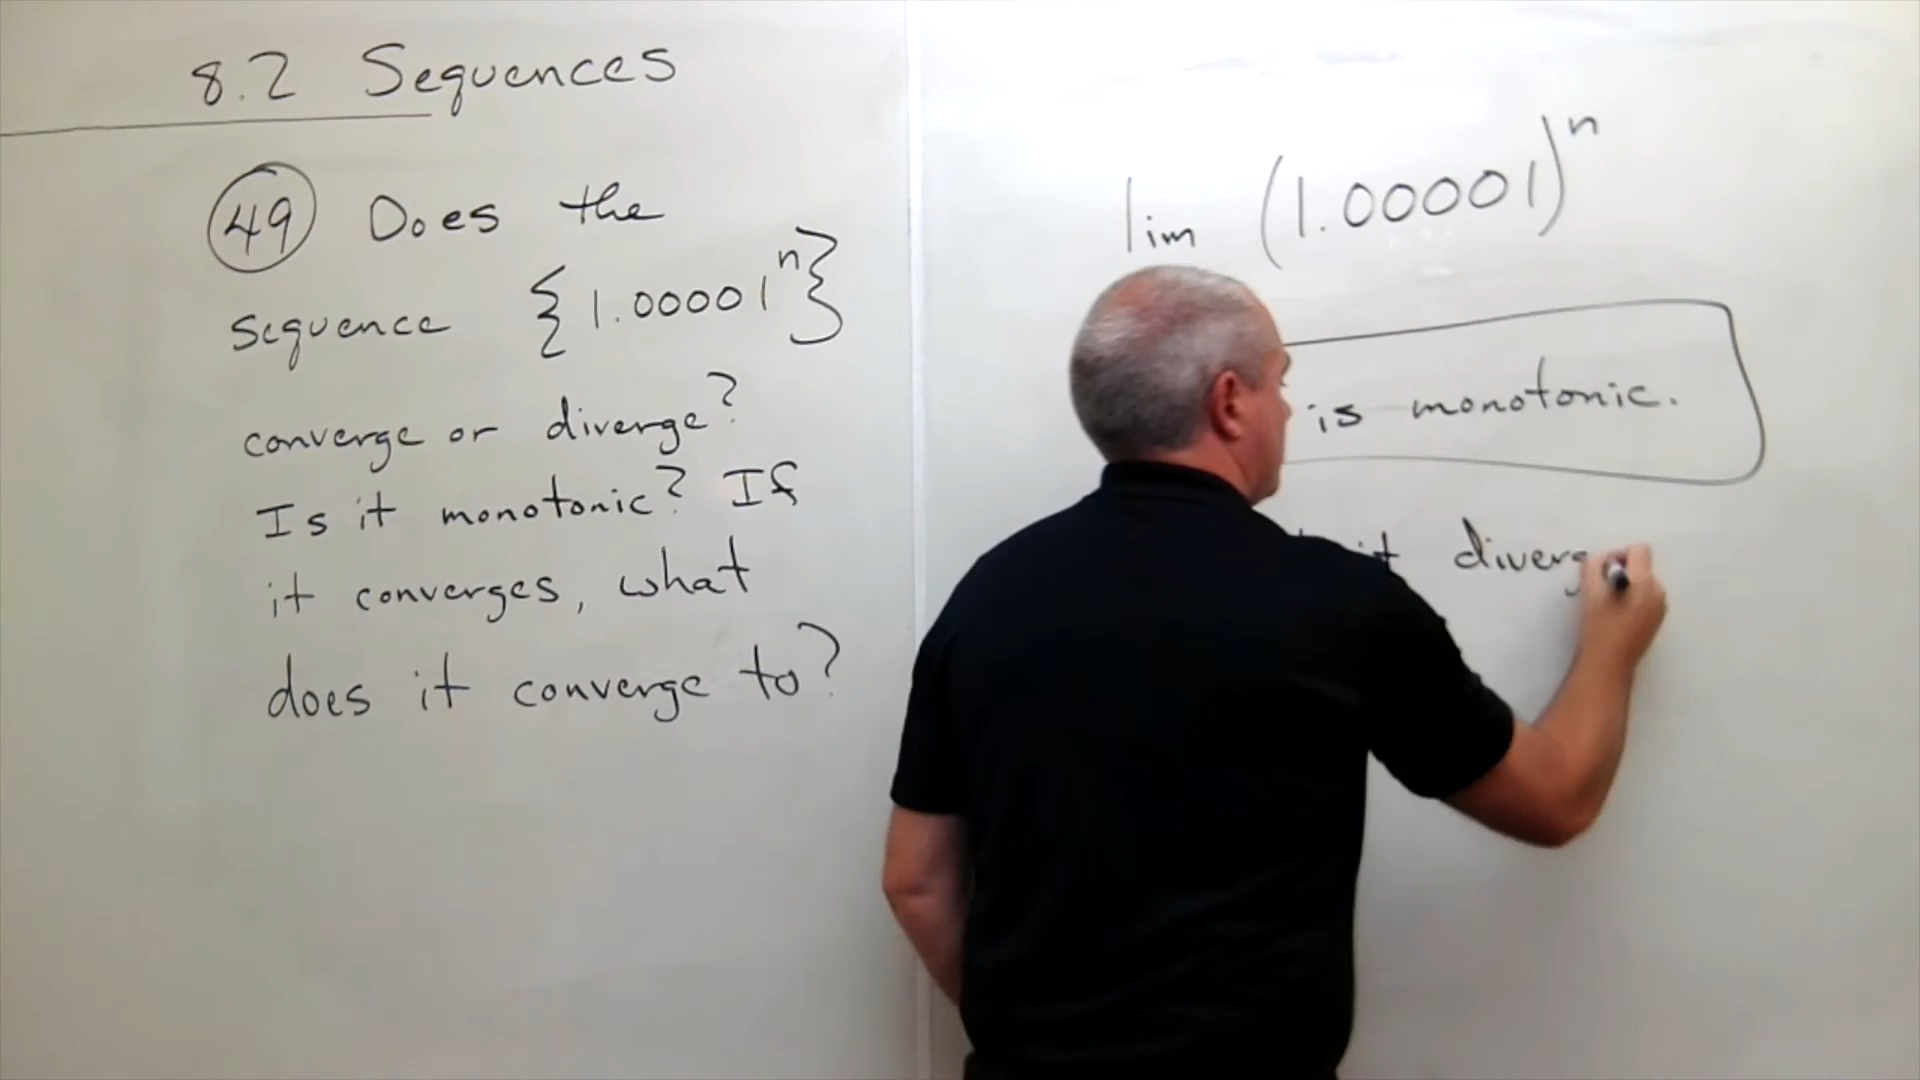 8.2 Sequences
49 Does the
sequence {1.00001^n}
converge or diverge?
Is it monotonic? If
it converges, what
does it converge to?
lim (1.00001)^n
is monotonic.
it diverg